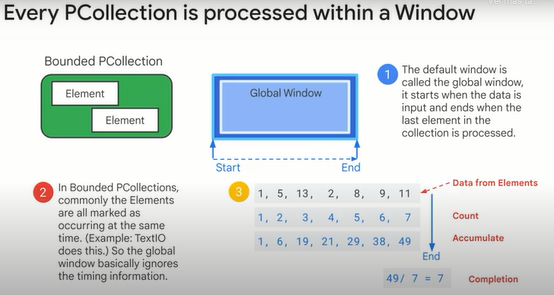 Every PCollection is processed within a Window
Bounded PCollection
Element
Element
Global Window
Start
End
1
The default window is
called the global window,
it starts when the data is
input and ends when the
last element in the
collection is processed.
2
In Bounded PCollections,
commonly the Elements
are all marked as
occurring at the same
time. (Example: TextIO
does this.) So the global
window basically ignores
the timing information.
3
1, 5, 13, 2, 8, 9, 11
Data from Elements
1, 2, 3, 4, 5, 6, 7
Count
1, 6, 19, 21, 29, 38, 49
Accumulate
End
49/ 7 = 7
Completion